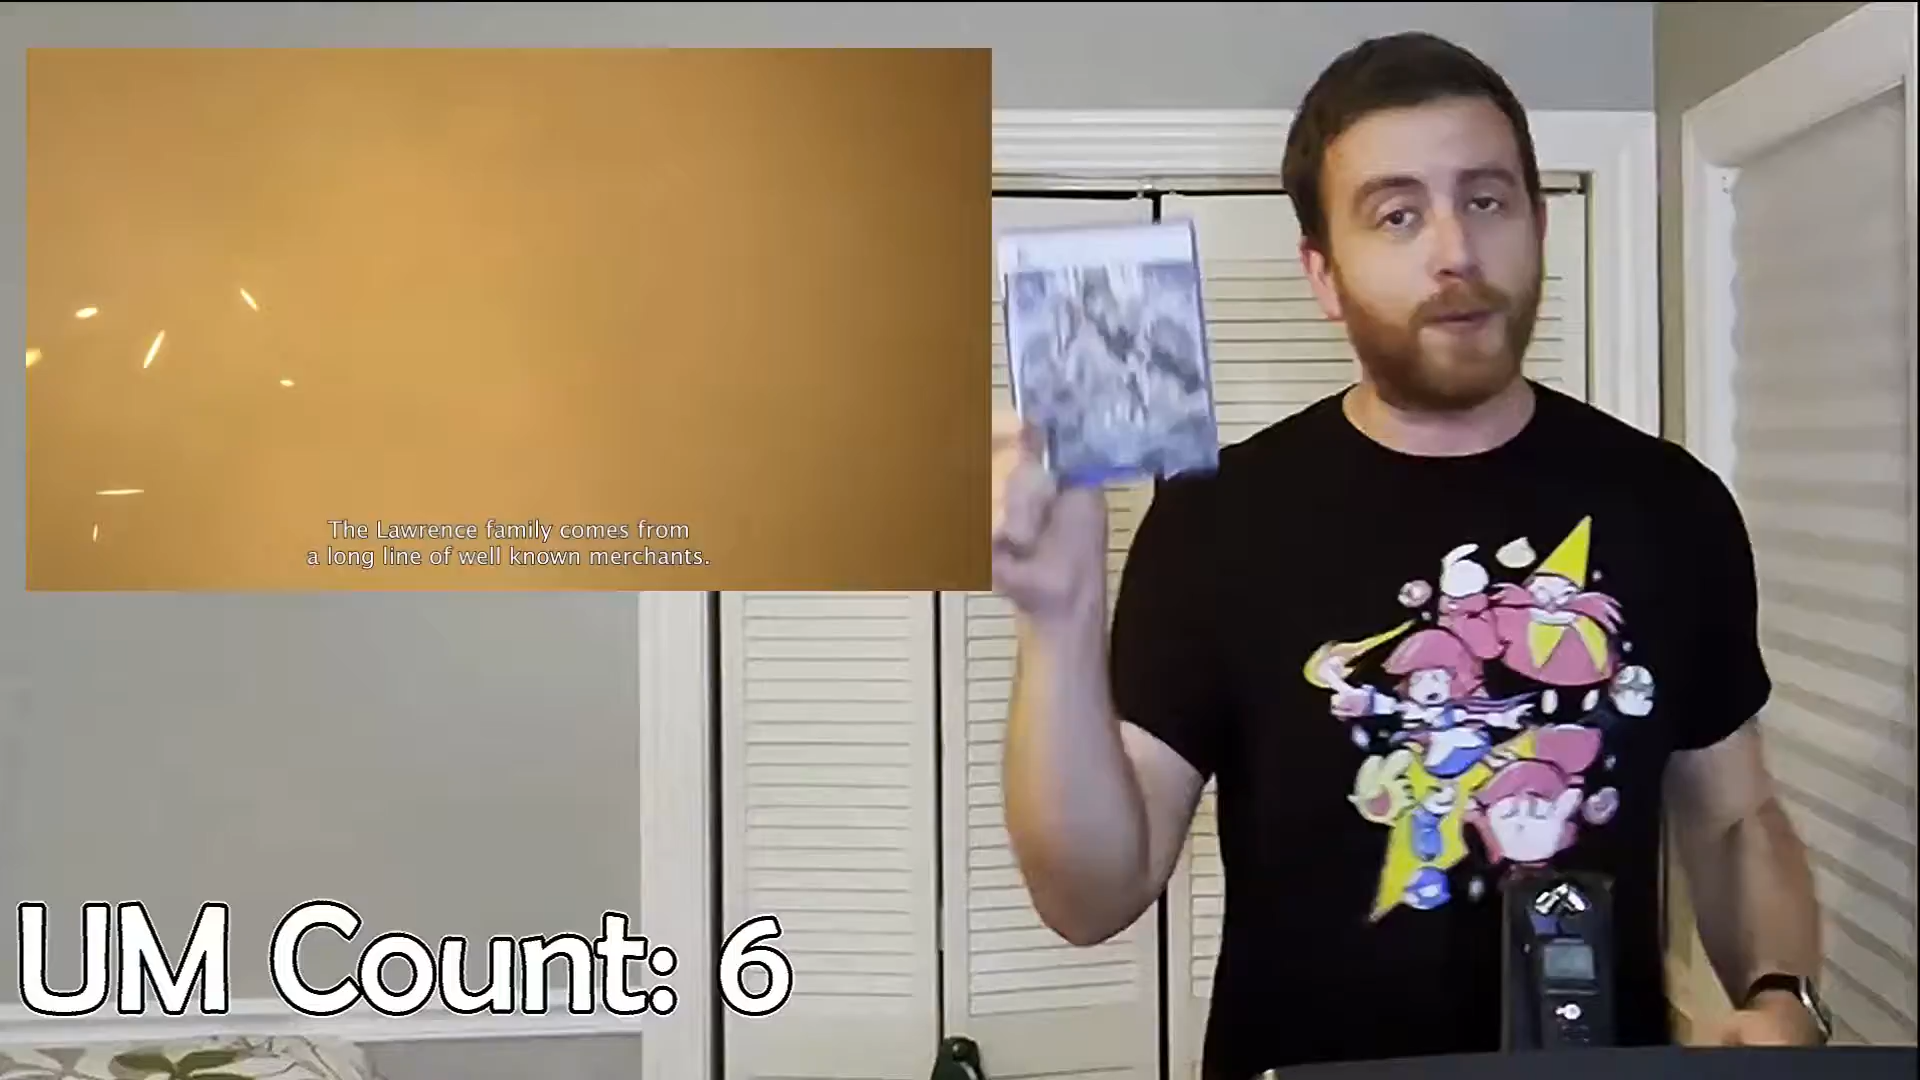 The Lawrence family comes from
a long line of well known merchants.
UM Count: 6